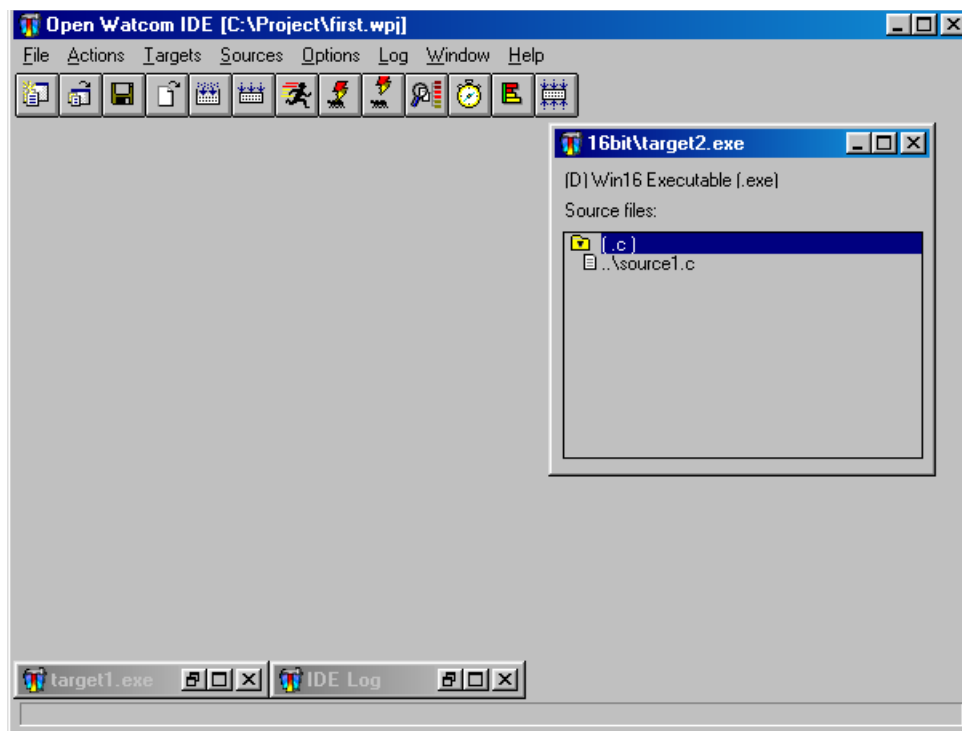 Open Watcom IDE [C:\Project\first.wpj]
File Actions Targets Sources Options Log Window Help
16bit\target2.exe
(D) Win16 Executable (.exe)
Source files:
( .c )
..\source1.c
target1.exe
IDE Log